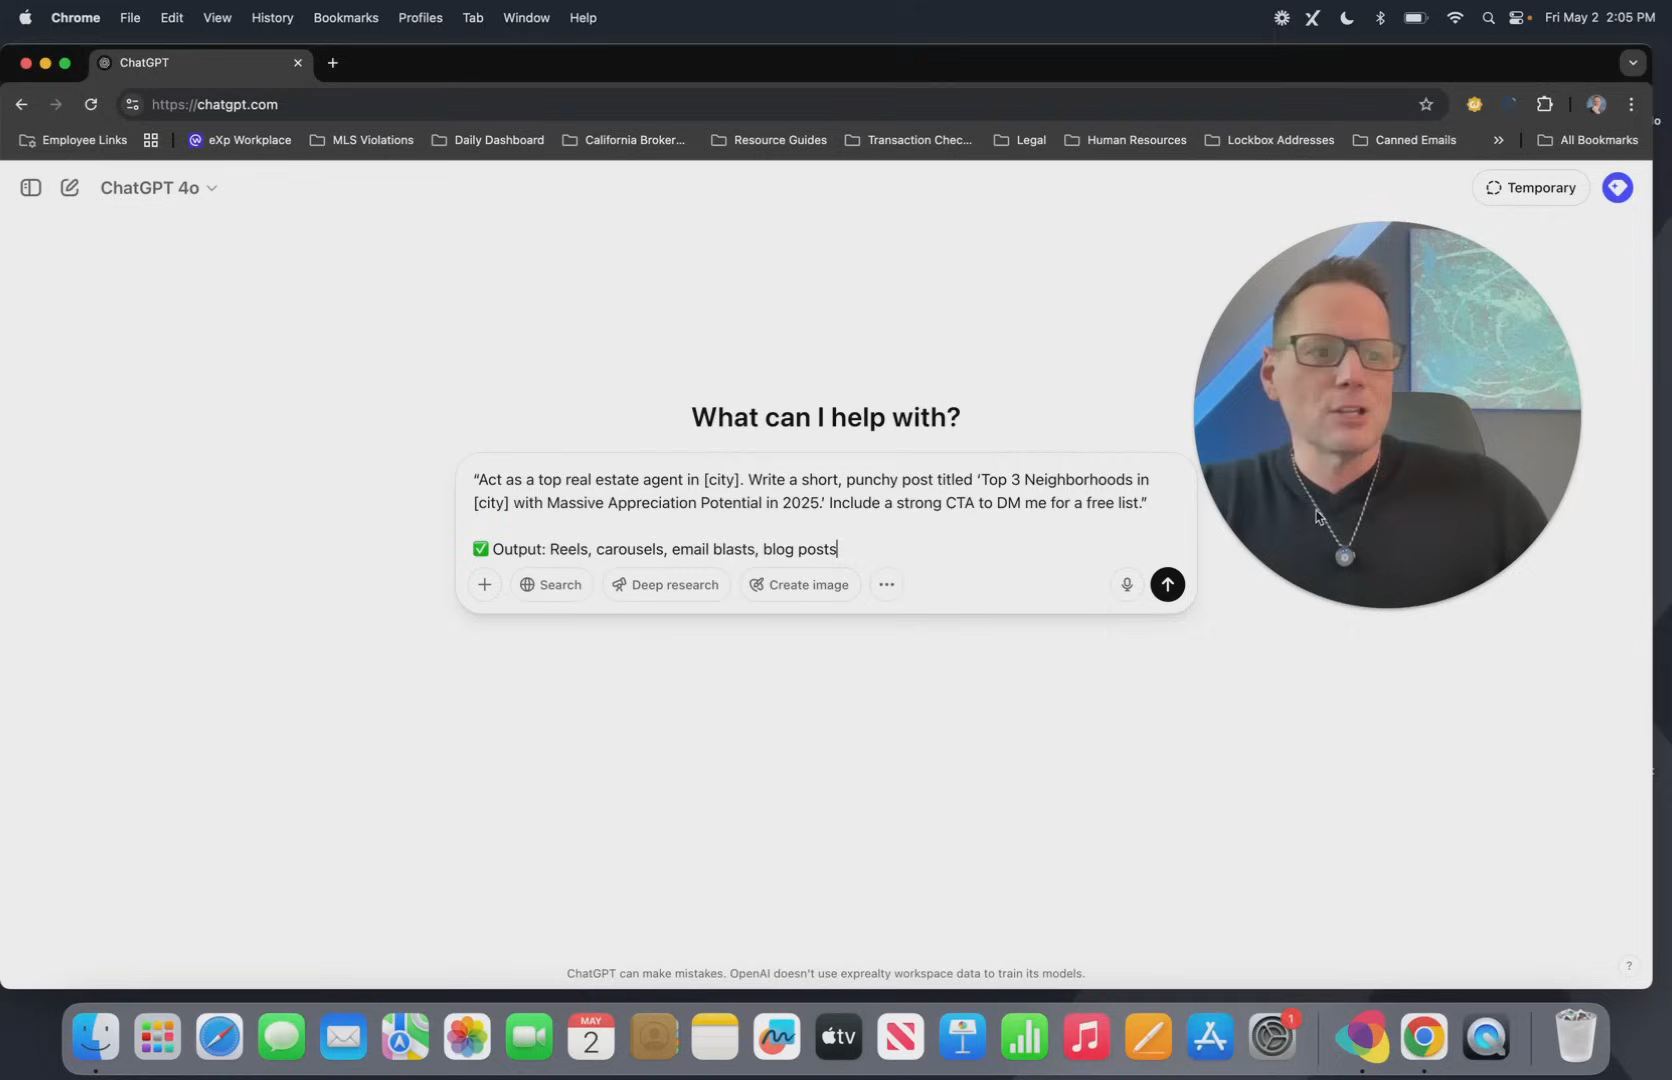 Chrome File Edit View History Bookmarks Profiles Tab Window Help Fri May 2 2:05 PM
ChatGPT
https://chatgpt.com
Employee Links eXp Workplace MLS Violations Daily Dashboard California Broker... Resource Guides Transaction Chec... Legal Human Resources Lockbox Addresses Canned Emails » All Bookmarks
ChatGPT 4o Temporary
What can I help with?
“Act as a top real estate agent in [city]. Write a short, punchy post titled ‘Top 3 Neighborhoods in
[city] with Massive Appreciation Potential in 2025.’ Include a strong CTA to DM me for a free list.”
✅ Output: Reels, carousels, email blasts, blog posts
Search Deep research Create image
ChatGPT can make mistakes. OpenAI doesn't use exprealty workspace data to train its models.
?
MAY
2
tv
1